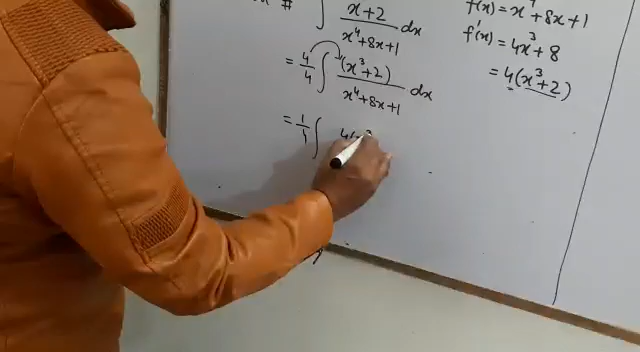 # ∫ x+2 / x⁴+8x+1 dx
= 4/4 ∫ (x³+2) / x⁴+8x+1 dx
= 1/4 ∫ 4(
f(x) = x⁴+8x+1
f'(x) = 4x³+8
= 4(x³+2)